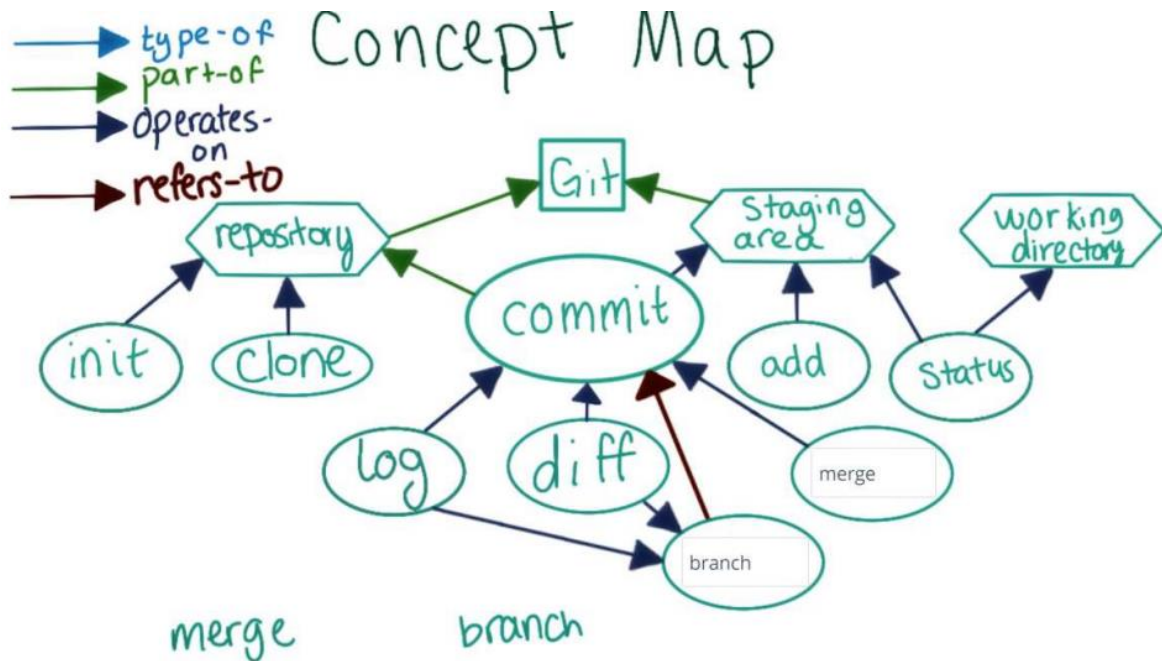 type-of
Concept Map
part-of
operates-
on
refers-to
Git
repository
Staging
area
working
directory
commit
init
clone
add
Status
log
diff
merge
branch
merge
branch